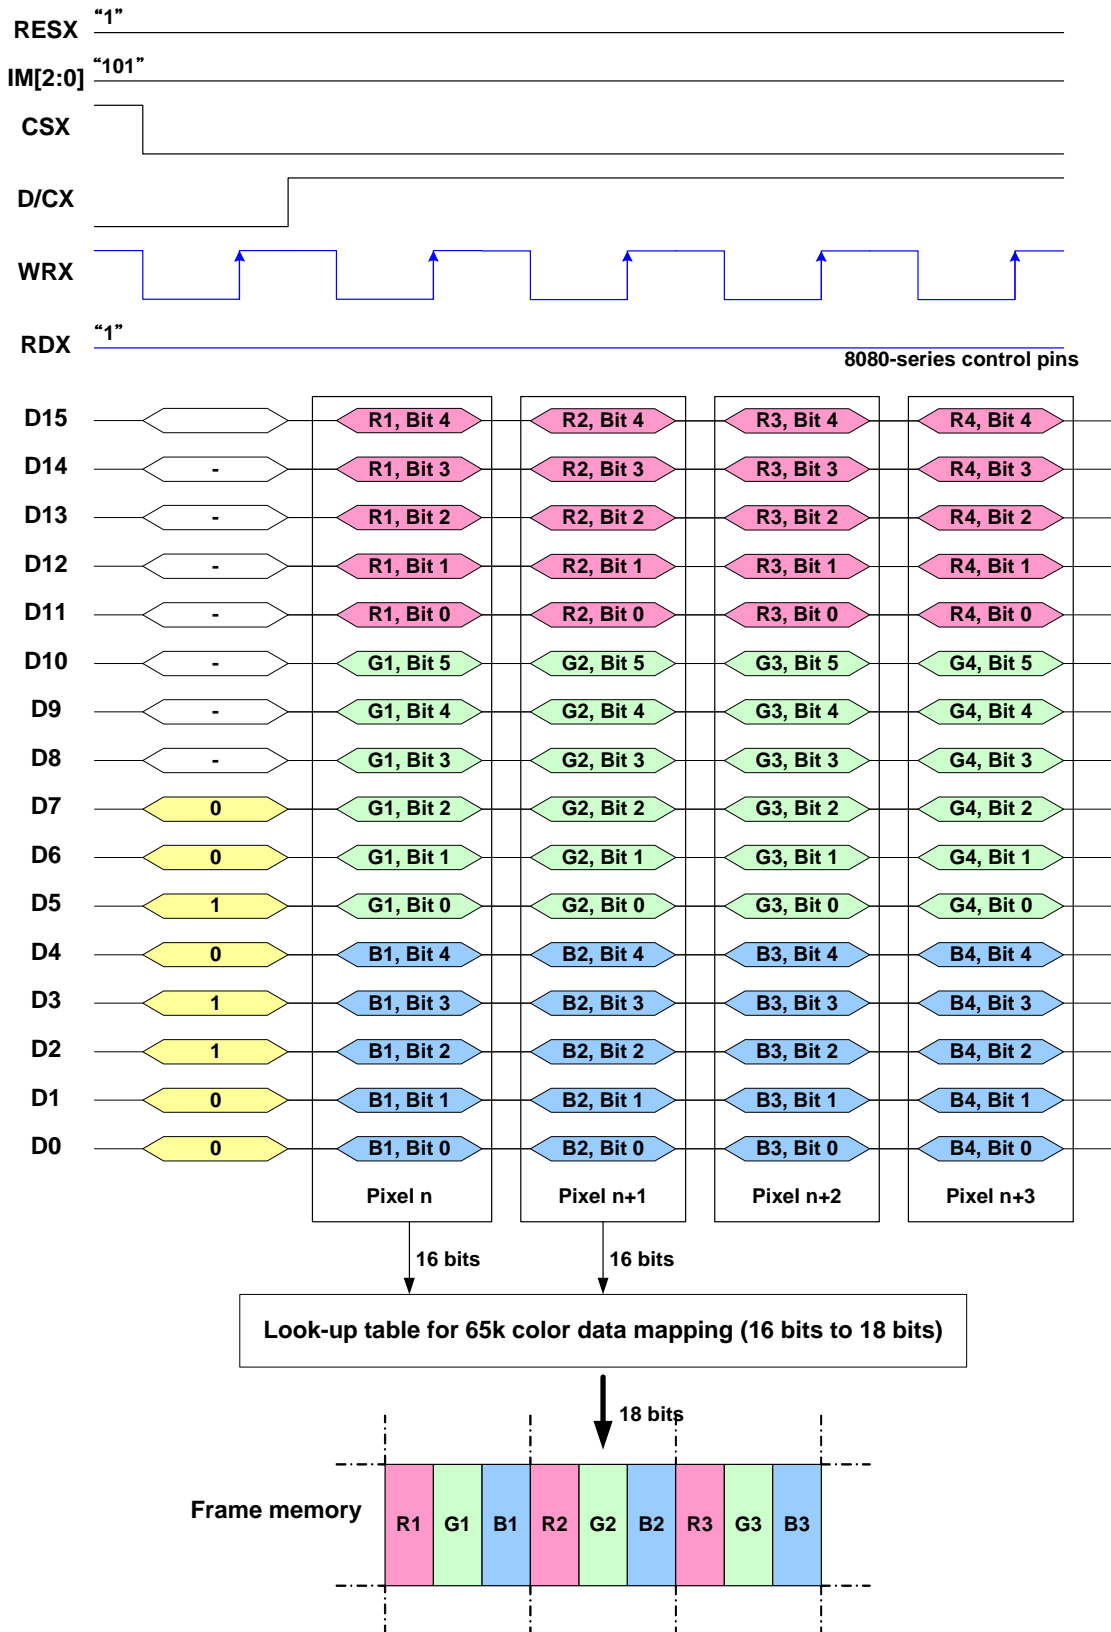 RESX "1"
IM[2:0] "101"
CSX
D/CX
WRX
RDX "1"
8080-series control pins
D15 R1, Bit 4 R2, Bit 4 R3, Bit 4 R4, Bit 4
D14 - R1, Bit 3 R2, Bit 3 R3, Bit 3 R4, Bit 3
D13 - R1, Bit 2 R2, Bit 2 R3, Bit 2 R4, Bit 2
D12 - R1, Bit 1 R2, Bit 1 R3, Bit 1 R4, Bit 1
D11 - R1, Bit 0 R2, Bit 0 R3, Bit 0 R4, Bit 0
D10 - G1, Bit 5 G2, Bit 5 G3, Bit 5 G4, Bit 5
D9 - G1, Bit 4 G2, Bit 4 G3, Bit 4 G4, Bit 4
D8 - G1, Bit 3 G2, Bit 3 G3, Bit 3 G4, Bit 3
D7 0 G1, Bit 2 G2, Bit 2 G3, Bit 2 G4, Bit 2
D6 0 G1, Bit 1 G2, Bit 1 G3, Bit 1 G4, Bit 1
D5 1 G1, Bit 0 G2, Bit 0 G3, Bit 0 G4, Bit 0
D4 0 B1, Bit 4 B2, Bit 4 B3, Bit 4 B4, Bit 4
D3 1 B1, Bit 3 B2, Bit 3 B3, Bit 3 B4, Bit 3
D2 1 B1, Bit 2 B2, Bit 2 B3, Bit 2 B4, Bit 2
D1 0 B1, Bit 1 B2, Bit 1 B3, Bit 1 B4, Bit 1
D0 0 B1, Bit 0 B2, Bit 0 B3, Bit 0 B4, Bit 0
Pixel n Pixel n+1 Pixel n+2 Pixel n+3
16 bits 16 bits
Look-up table for 65k color data mapping (16 bits to 18 bits)
18 bits
Frame memory R1 G1 B1 R2 G2 B2 R3 G3 B3